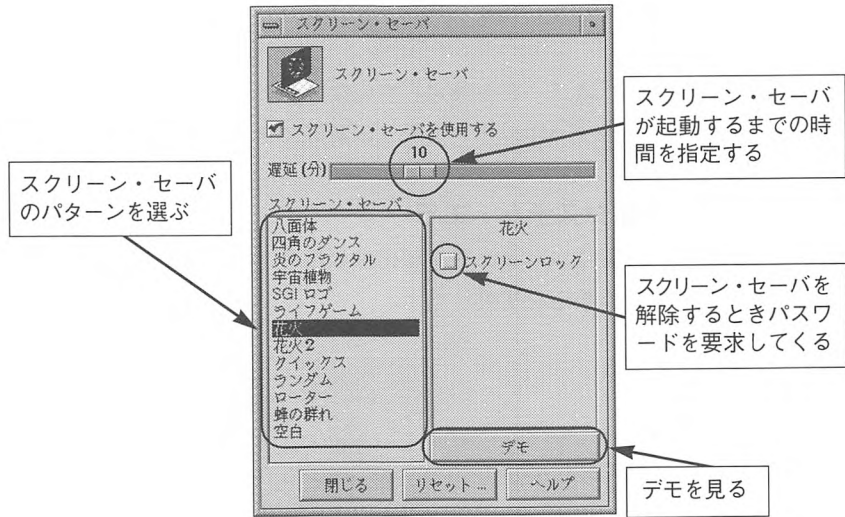 スクリーン・セーバ
スクリーン・セーバ
スクリーン・セーバを使用する
10
遅延(分)
スクリーン・セーバ
八面体
四角のダンス
炎のフラクタル
宇宙植物
SGI ロゴ
ライフゲーム
花火
花火2
クイックス
ランダム
ローター
蜂の群れ
空白
花火
スクリーンロック
デモ
閉じる
リセット...
ヘルプ
スクリーン・セーバ
のパターンを選ぶ
スクリーン・セーバ
が起動するまでの時
間を指定する
スクリーン・セーバを
解除するときパスワ
ードを要求してくる
デモを見る